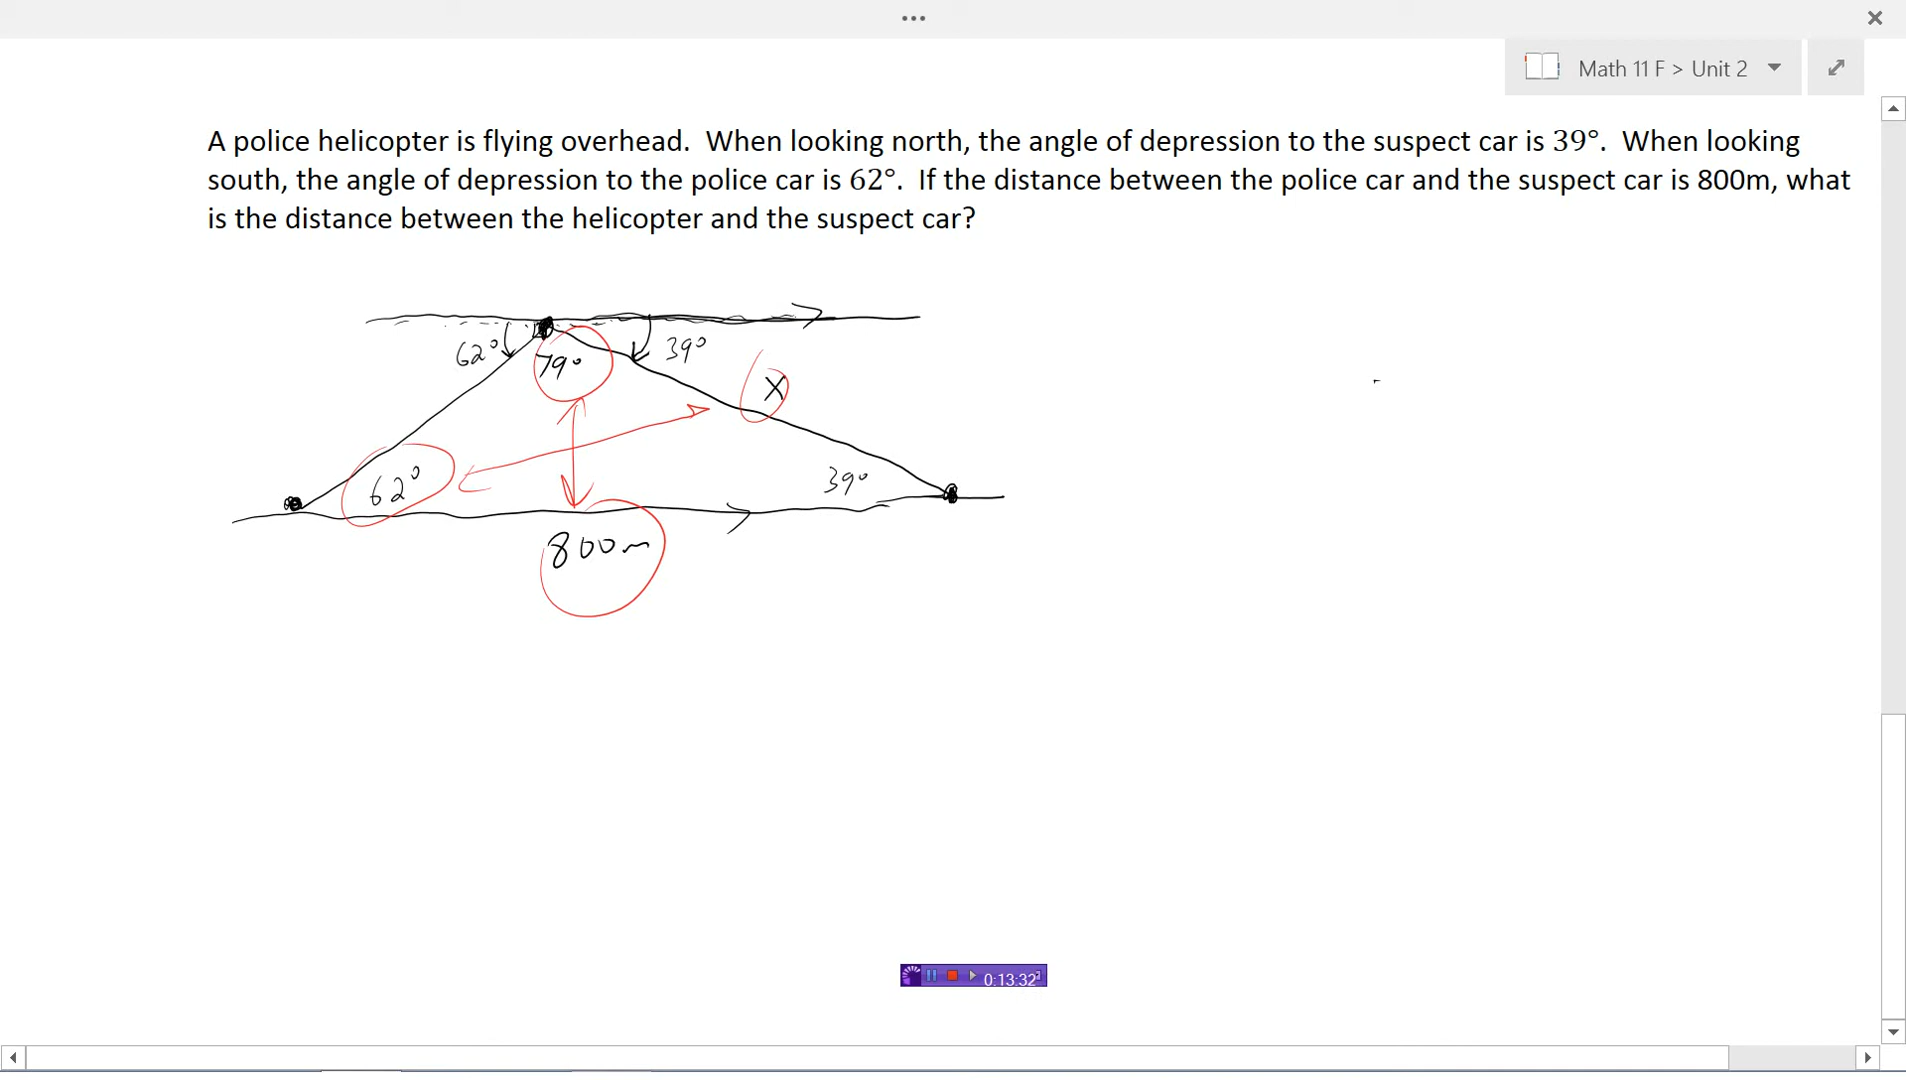 Math 11 F > Unit 2
A police helicopter is flying overhead. When looking north, the angle of depression to the suspect car is 39°. When looking
south, the angle of depression to the police car is 62°. If the distance between the police car and the suspect car is 800m, what
is the distance between the helicopter and the suspect car?
62° 79° 39°
X
62° 39°
800m
0:13:32